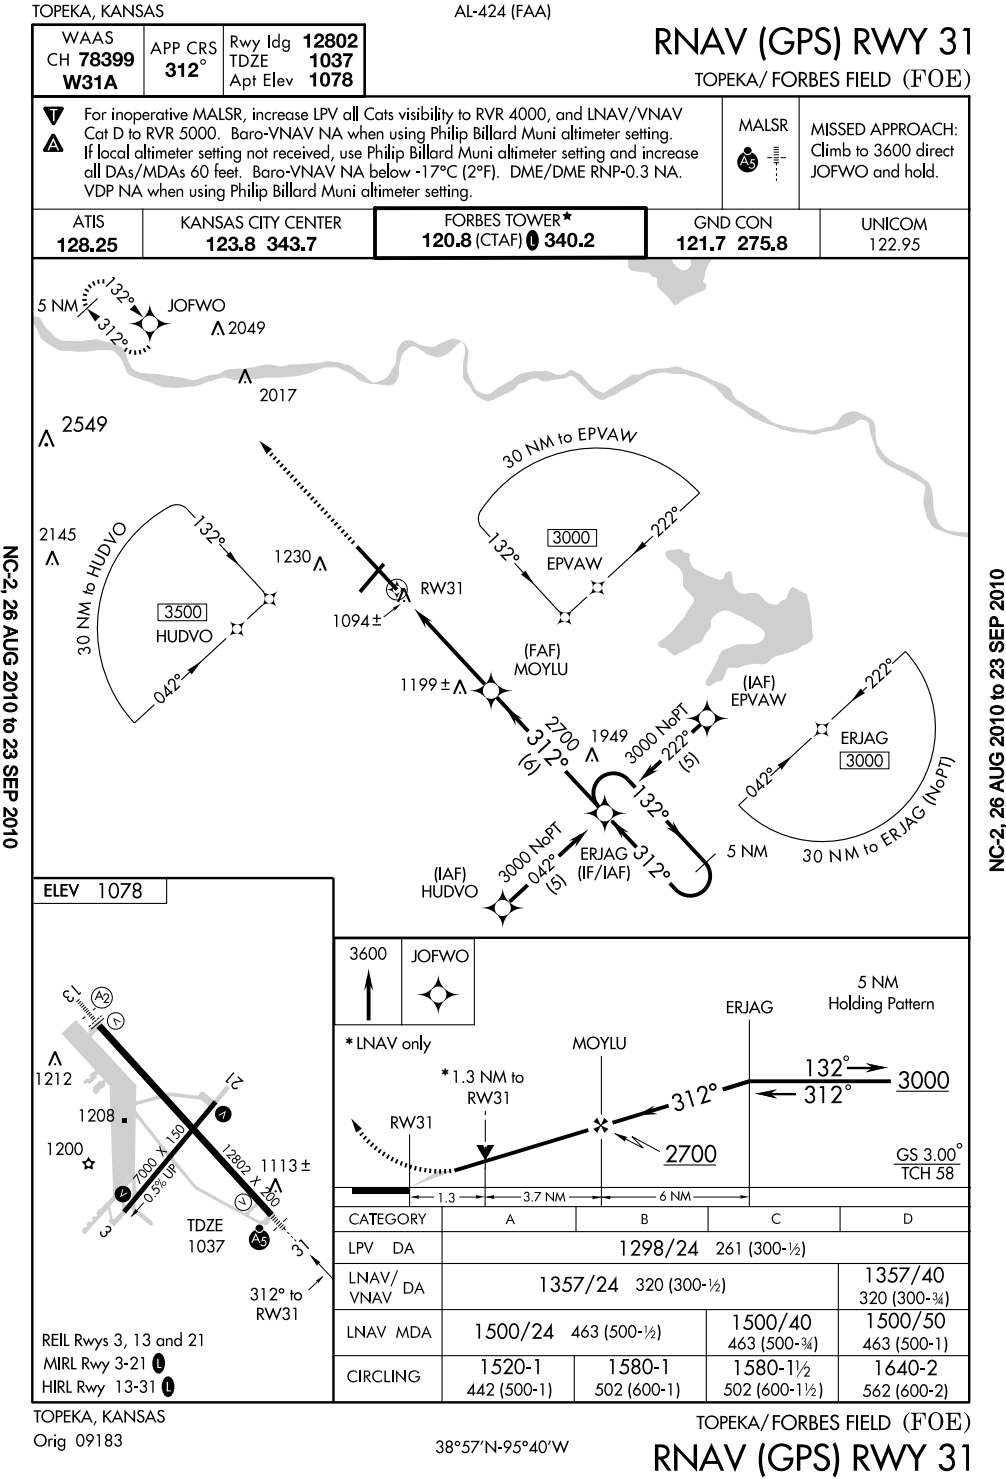 TOPEKA, KANSAS
AL-424 (FAA)
RNAV (GPS) RWY 31
TOPEKA/FORBES FIELD (FOE)
WAAS
CH 78399
W31A
APP CRS
312°
Rwy ldg 12802
TDZE 1037
Apt Elev 1078
T
A
For inoperative MALSR, increase LPV all Cats visibility to RVR 4000, and LNAV/VNAV
Cat D to RVR 5000. Baro-VNAV NA when using Philip Billard Muni altimeter setting.
If local altimeter setting not received, use Philip Billard Muni altimeter setting and increase
all DAs/MDAs 60 feet. Baro-VNAV NA below -17°C (2°F). DME/DME RNP-0.3 NA.
VDP NA when using Philip Billard Muni altimeter setting.
MALSR
A5
MISSED APPROACH:
Climb to 3600 direct
JOFWO and hold.
ATIS
128.25
KANSAS CITY CENTER
123.8 343.7
FORBES TOWER★
120.8 (CTAF) L 340.2
GND CON
121.7 275.8
UNICOM
122.95
5 NM
132°
312°
JOFWO
2049
2017
2549
2145
30 NM to HUDVO
132°
3500
HUDVO
042°
1230
RW31
1094±
30 NM to EPVAW
132°
222°
3000
EPVAW
(FAF)
MOYLU
1199±
2700
312°
(6)
1949
(IAF)
EPVAW
3000 NoPT
222°
(5)
132°
312°
5 NM
ERJAG
(IF/IAF)
3000 NoPT
042°
(5)
(IAF)
HUDVO
222°
ERJAG
3000
042°
30 NM to ERJAG (NoPT)
NC-2, 26 AUG 2010 to 23 SEP 2010
NC-2, 26 AUG 2010 to 23 SEP 2010
ELEV 1078
13
A2
V
1212
21
1208
V
1200
7000 X 150
0.5% UP
12802 X 200
1113±
V
V
3
TDZE
1037
A5
31
312° to
RW31
REIL Rwys 3, 13 and 21
MIRL Rwy 3-21 L
HIRL Rwy 13-31 L
3600
JOFWO
*LNAV only
5 NM
Holding Pattern
ERJAG
MOYLU
*1.3 NM to
RW31
RW31
132°
312°
3000
312°
2700
GS 3.00°
TCH 58
1.3
3.7 NM
6 NM
CATEGORY A B C D
LPV DA 1298/24 261 (300-½)
LNAV/VNAV DA 1357/24 320 (300-½) 1357/40 320 (300-¾)
LNAV MDA 1500/24 463 (500-½) 1500/40 463 (500-¾) 1500/50 463 (500-1)
CIRCLING 1520-1 442 (500-1) 1580-1 502 (600-1) 1580-1½ 502 (600-1½) 1640-2 562 (600-2)
TOPEKA, KANSAS
Orig 09183
38°57'N-95°40'W
TOPEKA/FORBES FIELD (FOE)
RNAV (GPS) RWY 31